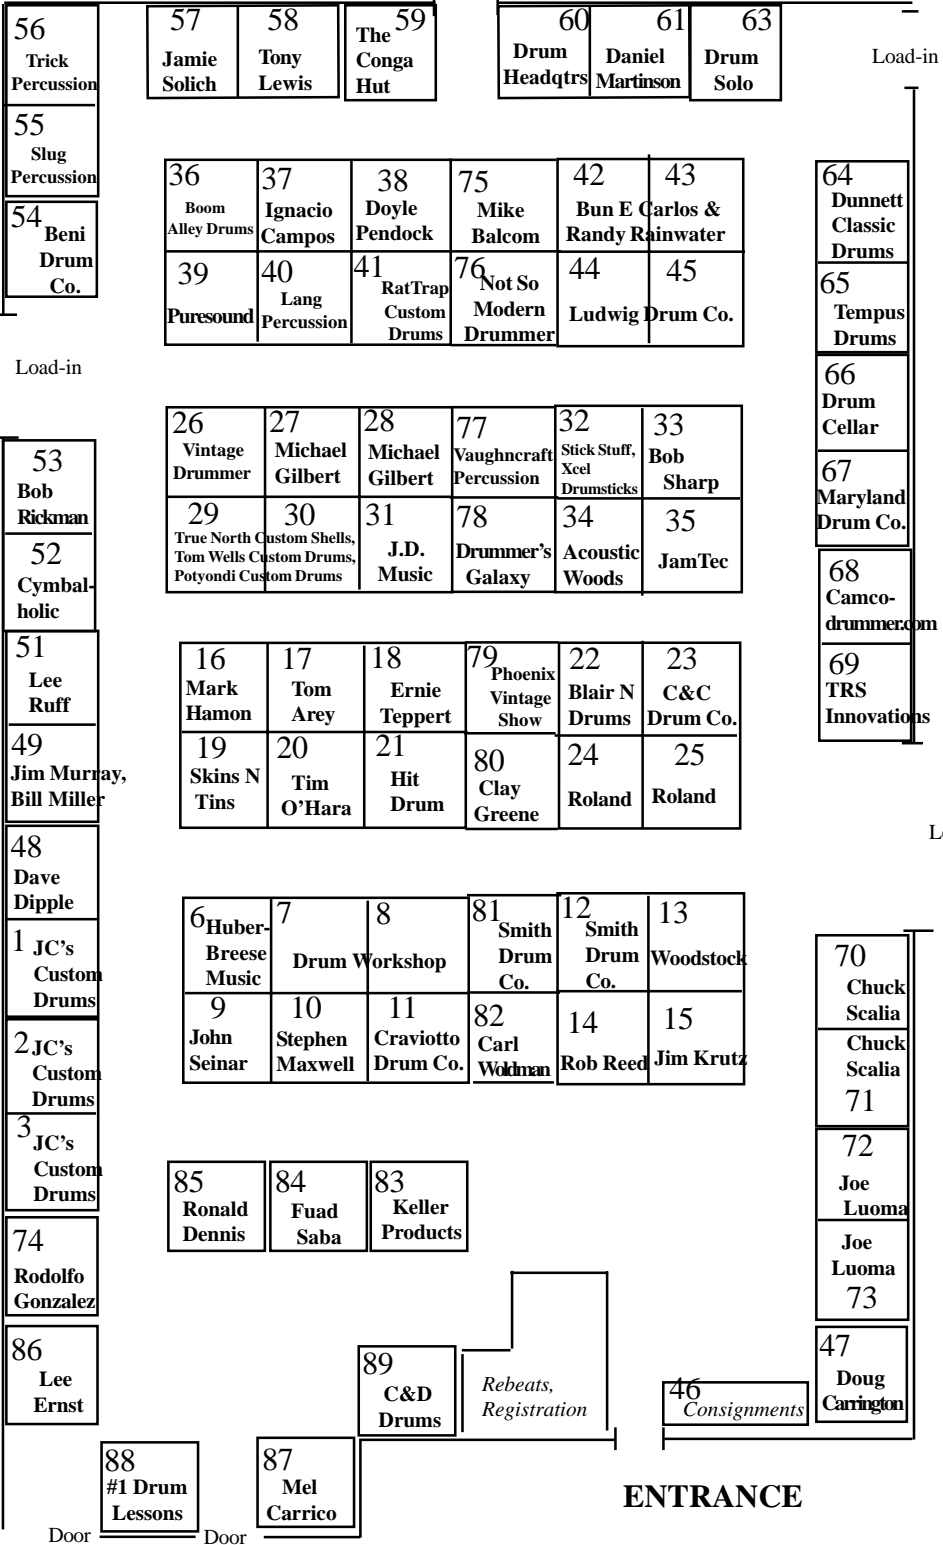 56
Trick
Percussion
57
Jamie
Solich
58
Tony
Lewis
The 59
Conga
Hut
60
Drum
Headqtrs
61
Daniel
Martinson
63
Drum
Solo
Load-in
55
Slug
Percussion
54
Beni
Drum
Co.
Load-in
36
Boom
Alley Drums
37
Ignacio
Campos
38
Doyle
Pendock
75
Mike
Balcom
42 43
Bun E Carlos &
Randy Rainwater
39
Puresound
40
Lang
Percussion
41
RatTrap
Custom
Drums
76
Not So
Modern
Drummer
44 45
Ludwig Drum Co.
64
Dunnett
Classic
Drums
65
Tempus
Drums
66
Drum
Cellar
67
Maryland
Drum Co.
68
Camco-
drummer.com
69
TRS
Innovations
26
Vintage
Drummer
27
Michael
Gilbert
28
Michael
Gilbert
77
Vaughncraft
Percussion
32
Stick Stuff,
Xcel
Drumsticks
33
Bob
Sharp
29 30
True North Custom Shells,
Tom Wells Custom Drums,
Potyondi Custom Drums
31
J.D.
Music
78
Drummer's
Galaxy
34
Acoustic
Woods
35
JamTec
53
Bob
Rickman
52
Cymbal-
holic
51
Lee
Ruff
49
Jim Murray,
Bill Miller
48
Dave
Dipple
1 JC's
Custom
Drums
2 JC's
Custom
Drums
3 JC's
Custom
Drums
74
Rodolfo
Gonzalez
86
Lee
Ernst
16
Mark
Hamon
17
Tom
Arey
18
Ernie
Teppert
79
Phoenix
Vintage
Show
22
Blair N
Drums
23
C&C
Drum Co.
19
Skins N
Tins
20
Tim
O'Hara
21
Hit
Drum
80
Clay
Greene
24
Roland
25
Roland
6 Huber-
Breese
Music
7 8
Drum Workshop
81
Smith
Drum
Co.
12
Smith
Drum
Co.
13
Woodstock
9
John
Seinar
10
Stephen
Maxwell
11
Craviotto
Drum Co.
82
Carl
Woldman
14
Rob Reed
15
Jim Krutz
70
Chuck
Scalia
Chuck
Scalia
71
72
Joe
Luoma
Joe
Luoma
73
47
Doug
Carrington
85
Ronald
Dennis
84
Fuad
Saba
83
Keller
Products
89
C&D
Drums
Rebeats,
Registration
46
Consignments
88
#1 Drum
Lessons
87
Mel
Carrico
ENTRANCE
Door
Door